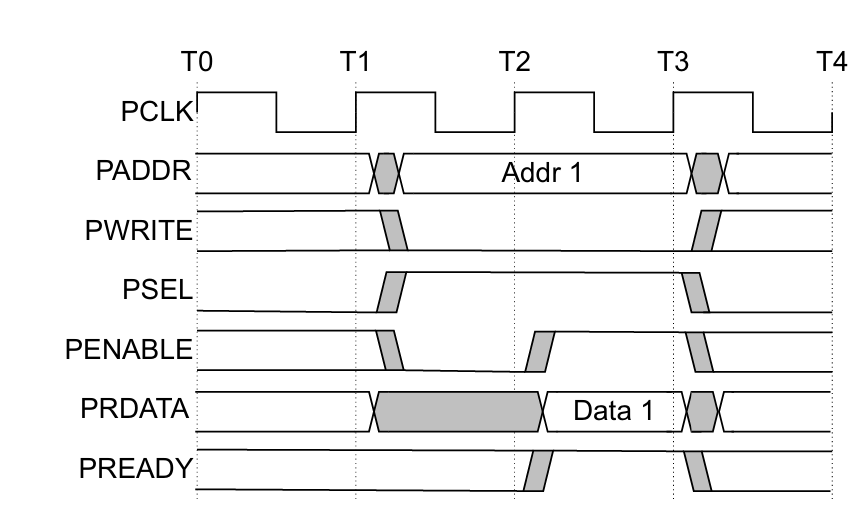 T0 T1 T2 T3 T4
PCLK
PADDR Addr 1
PWRITE
PSEL
PENABLE
PRDATA Data 1
PREADY